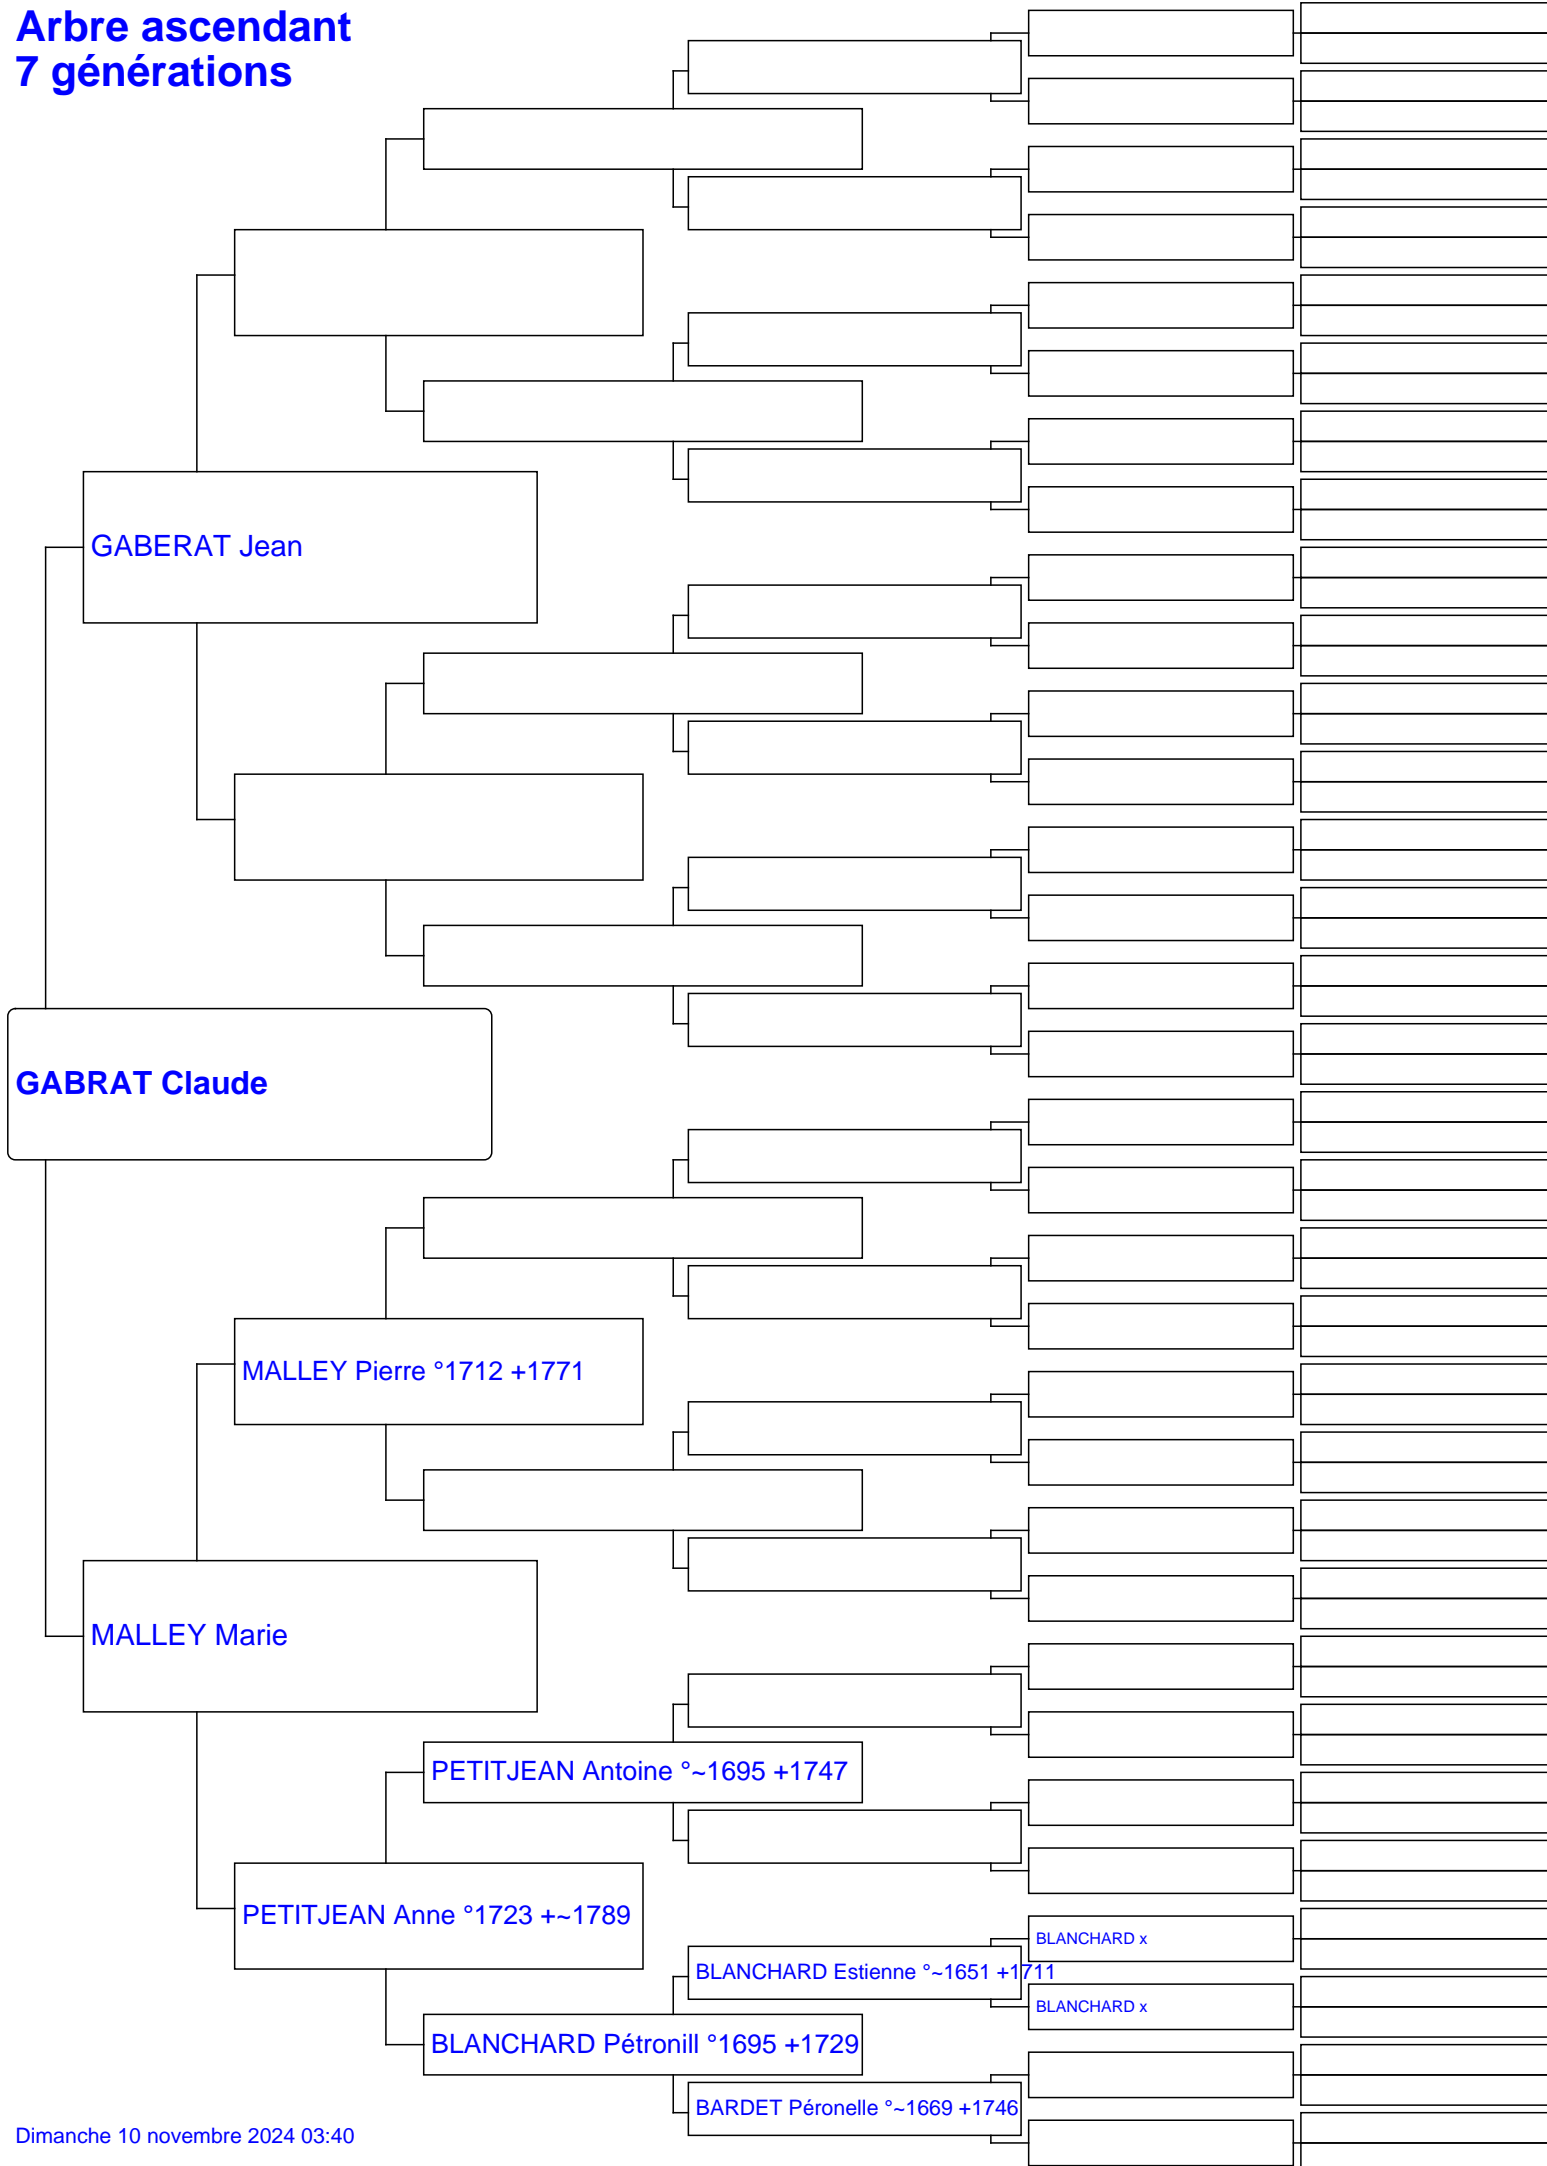 Arbre ascendant
7 générations
GABERAT Jean
GABRAT Claude
MALLEY Pierre °1712 +1771
MALLEY Marie
PETITJEAN Antoine °~1695 +1747
PETITJEAN Anne °1723 +~1789
BLANCHARD x
BLANCHARD Estienne °~1651 +1711
BLANCHARD x
BLANCHARD Pétronill °1695 +1729
BARDET Péronelle °~1669 +1746
Dimanche 10 novembre 2024 03:40